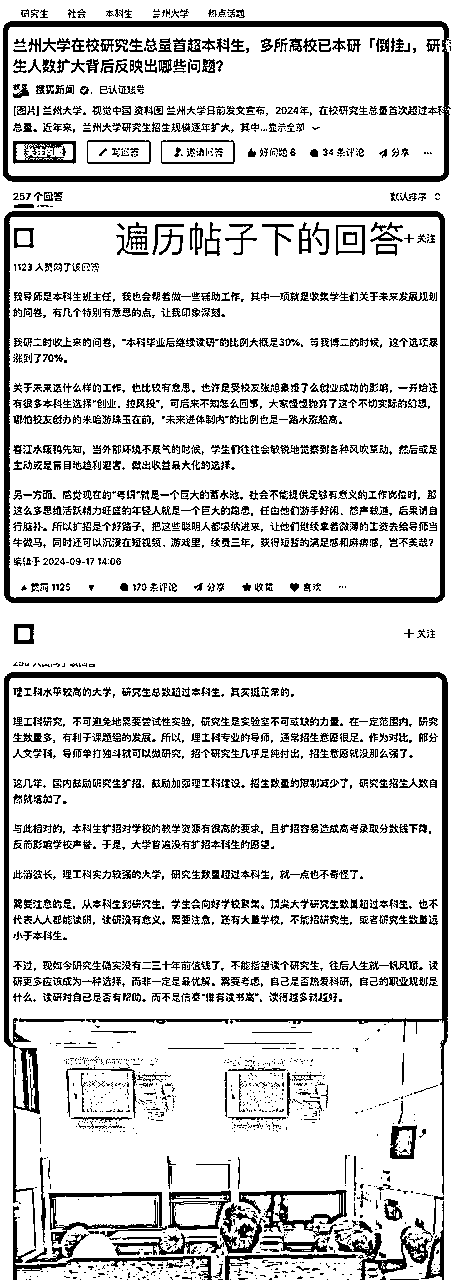 研究生 社会 本科生 兰州大学 热点话题
兰州大学在校研究生总量首超本科生，多所高校已本研「倒挂」，研究
生人数扩大背后反映出哪些问题？
搜狐新闻 已认证账号
[图片] 兰州大学。视觉中国 资料图 兰州大学日前发文宣布，2024年，在校研究生总量首次超过本科
总量。近年来，兰州大学研究生招生规模逐年扩大，其中...显示全部
关注问题 写回答 邀请回答 好问题 6 34 条评论 分享 ...
257 个回答 默认排序
遍历帖子下的回答 + 关注
1123 人赞同了该回答
我导师是本科生班主任，我也会帮着做一些辅助工作，其中一项就是收集学生们关于未来发展规划
的问卷，有几个特别有意思的点，让我印象深刻。
我研二时收上来的问卷，“本科毕业后继续读研”的比例大概是30%，等我博二的时候，这个选项暴
涨到了70%。
关于未来选什么样的工作，也比较有意思。也许是受校友张旭豪饿了么创业成功的影响，一开始还
有很多本科生选择“创业、拉风投”，可后来不知怎么回事，大家慢慢抛弃了这个不切实际的幻想，
哪怕校友创办的米哈游珠玉在前，“未来进体制内”的比例也是一路水涨船高。
春江水暖鸭先知，当外部环境不景气的时候，学生们往往会敏锐地觉察到各种风吹草动，然后或是
主动或是盲目地趋利避害，做出收益最大化的选择。
另一方面，感觉现在的“考研”就是一个巨大的蓄水池。社会不能提供足够有意义的工作岗位时，那
这么多思维活跃精力旺盛的年轻人就是一个巨大的隐患，任由他们游手好闲、怨声载道，后果请自
行脑补。所以扩招是个好路子，把这些聪明人都吸纳进来，让他们继续拿着微薄的工资去给导师当
牛做马，同时还可以沉浸在短视频、游戏里，续费三年，获得短暂的满足感和麻痹感，岂不美哉？
编辑于 2024-09-17 14:06
赞同 1123 170 条评论 分享 收藏 喜欢 ...
+ 关注
理工科水平较高的大学，研究生总数超过本科生，其实挺正常的。
理工科研究，不可避免地需要尝试性实验，研究生是实验室不可或缺的力量。在一定范围内，研究
生数量多，有利于课题组的发展。所以，理工科专业的导师，通常招生意愿很足。作为对比，部分
人文学科，导师单打独斗就可以做研究，招个研究生几乎是纯付出，招生意愿就没那么强了。
这几年，国内鼓励研究生扩招，鼓励加强理工科建设。招生数量的限制减少了，研究生招生人数自
然就增加了。
与此相对的，本科生扩招对学校的教学资源有很高的要求，且扩招容易造成高考录取分数线下降，
反而影响学校声誉。于是，大学普遍没有扩招本科生的愿望。
此消彼长，理工科实力较强的大学，研究生数量超过本科生，就一点也不奇怪了。
需要注意的是，从本科生到研究生，学生会向好学校聚集。顶尖大学研究生数量超过本科生，也不
代表人人都能读研，读研没有意义。需要注意，还有大量学校，不能招研究生，或者研究生数量远
小于本科生。
不过，现如今研究生确实没有二三十年前值钱了，不能指望读个研究生，往后人生就一帆风顺。读
研更多应该成为一种选择，而非一定是最优解。需要考虑，自己是否热爱科研，自己的职业规划是
什么，读研对自己是否有帮助。而不是信奉“惟有读书高”，读得越多就越好。